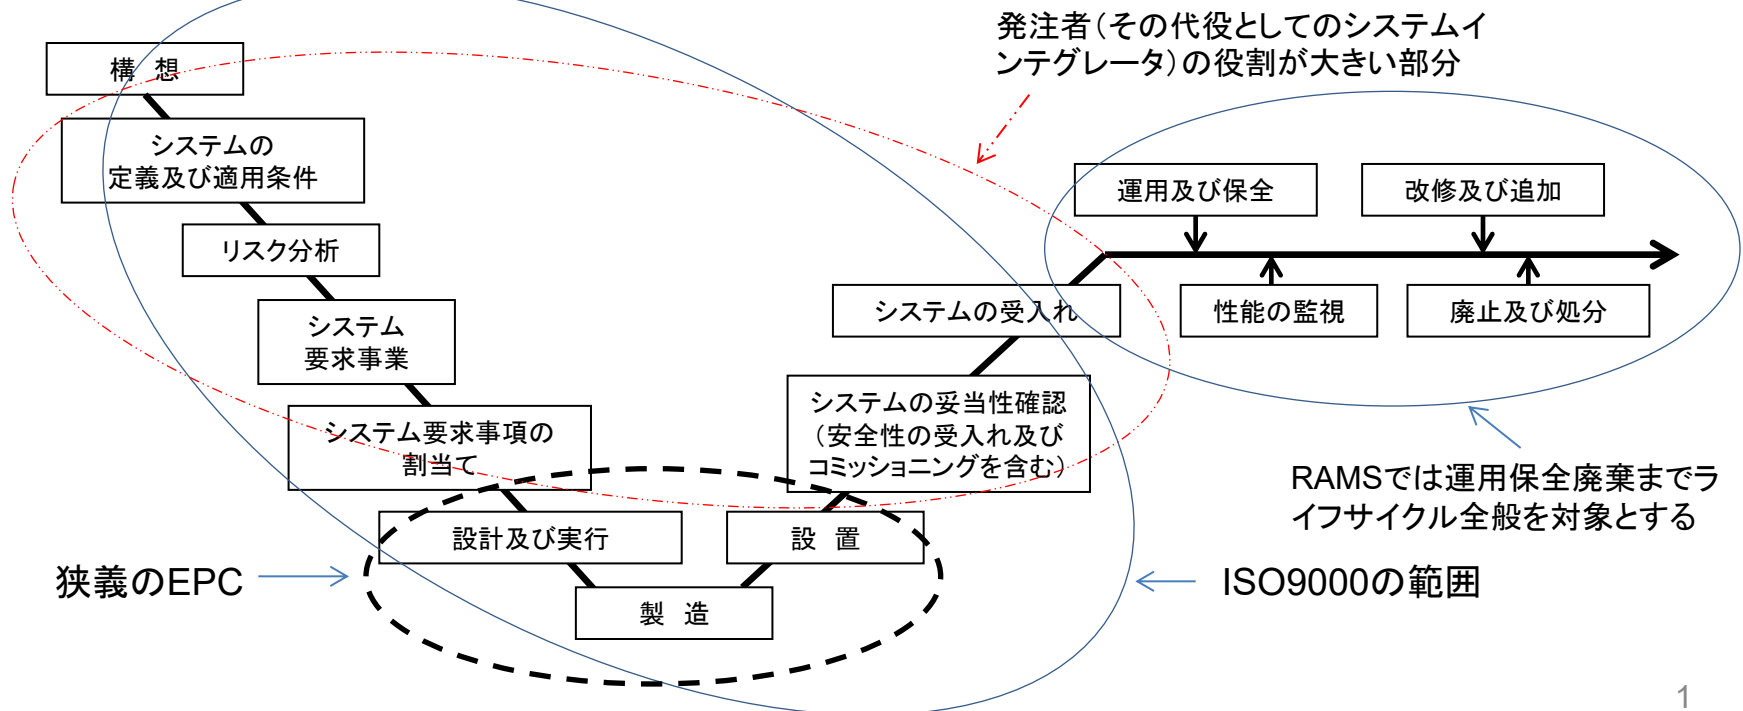 発注者（その代役としてのシステムイ
ンテグレータ）の役割が大きい部分
構　想
システムの
定義及び適用条件
リスク分析
システム
要求事業
システム要求事項の
割当て
設計及び実行
製　造
設　置
システムの妥当性確認
（安全性の受入れ及び
コミッショニングを含む）
システムの受入れ
運用及び保全
改修及び追加
性能の監視
廃止及び処分
RAMSでは運用保全廃棄までラ
イフサイクル全般を対象とする
狭義のEPC
ISO9000の範囲
1